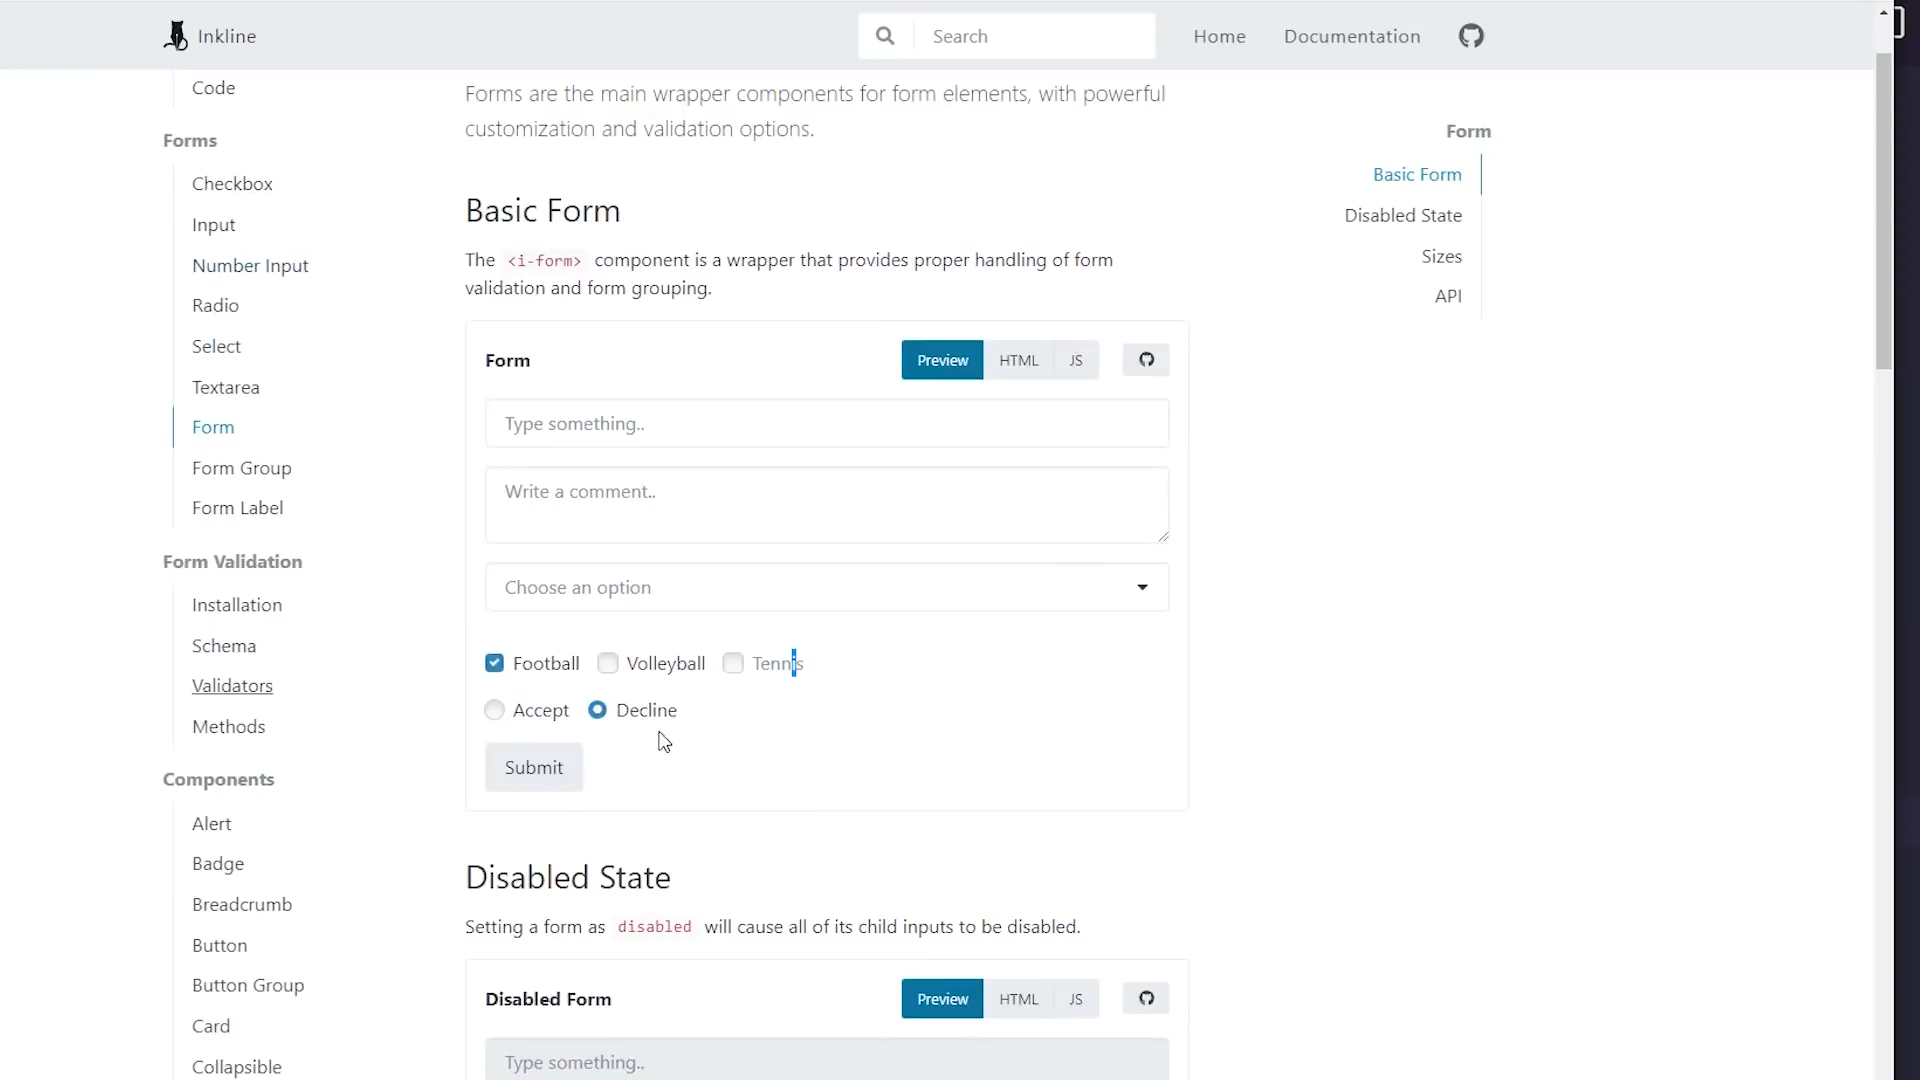 Inkline
Search
Home
Documentation
Code
Forms
Checkbox
Input
Number Input
Radio
Select
Textarea
Form
Form Group
Form Label
Form Validation
Installation
Schema
Validators
Methods
Components
Alert
Badge
Breadcrumb
Button
Button Group
Card
Collapsible
Forms are the main wrapper components for form elements, with powerful
customization and validation options.
Basic Form
The <i-form> component is a wrapper that provides proper handling of form
validation and form grouping.
Form
Preview HTML JS
Type something..
Write a comment..
Choose an option
Football Volleyball Tennis
Accept Decline
Submit
Disabled State
Setting a form as disabled will cause all of its child inputs to be disabled.
Disabled Form
Preview HTML JS
Type something..
Form
Basic Form
Disabled State
Sizes
API